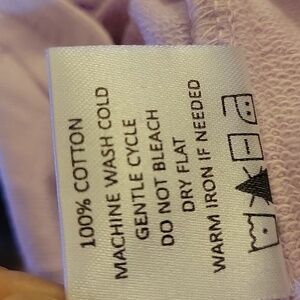 100% COTTON
MACHINE WASH COLD
GENTLE CYCLE
DO NOT BLEACH
DRY FLAT
WARM IRON IF NEEDED